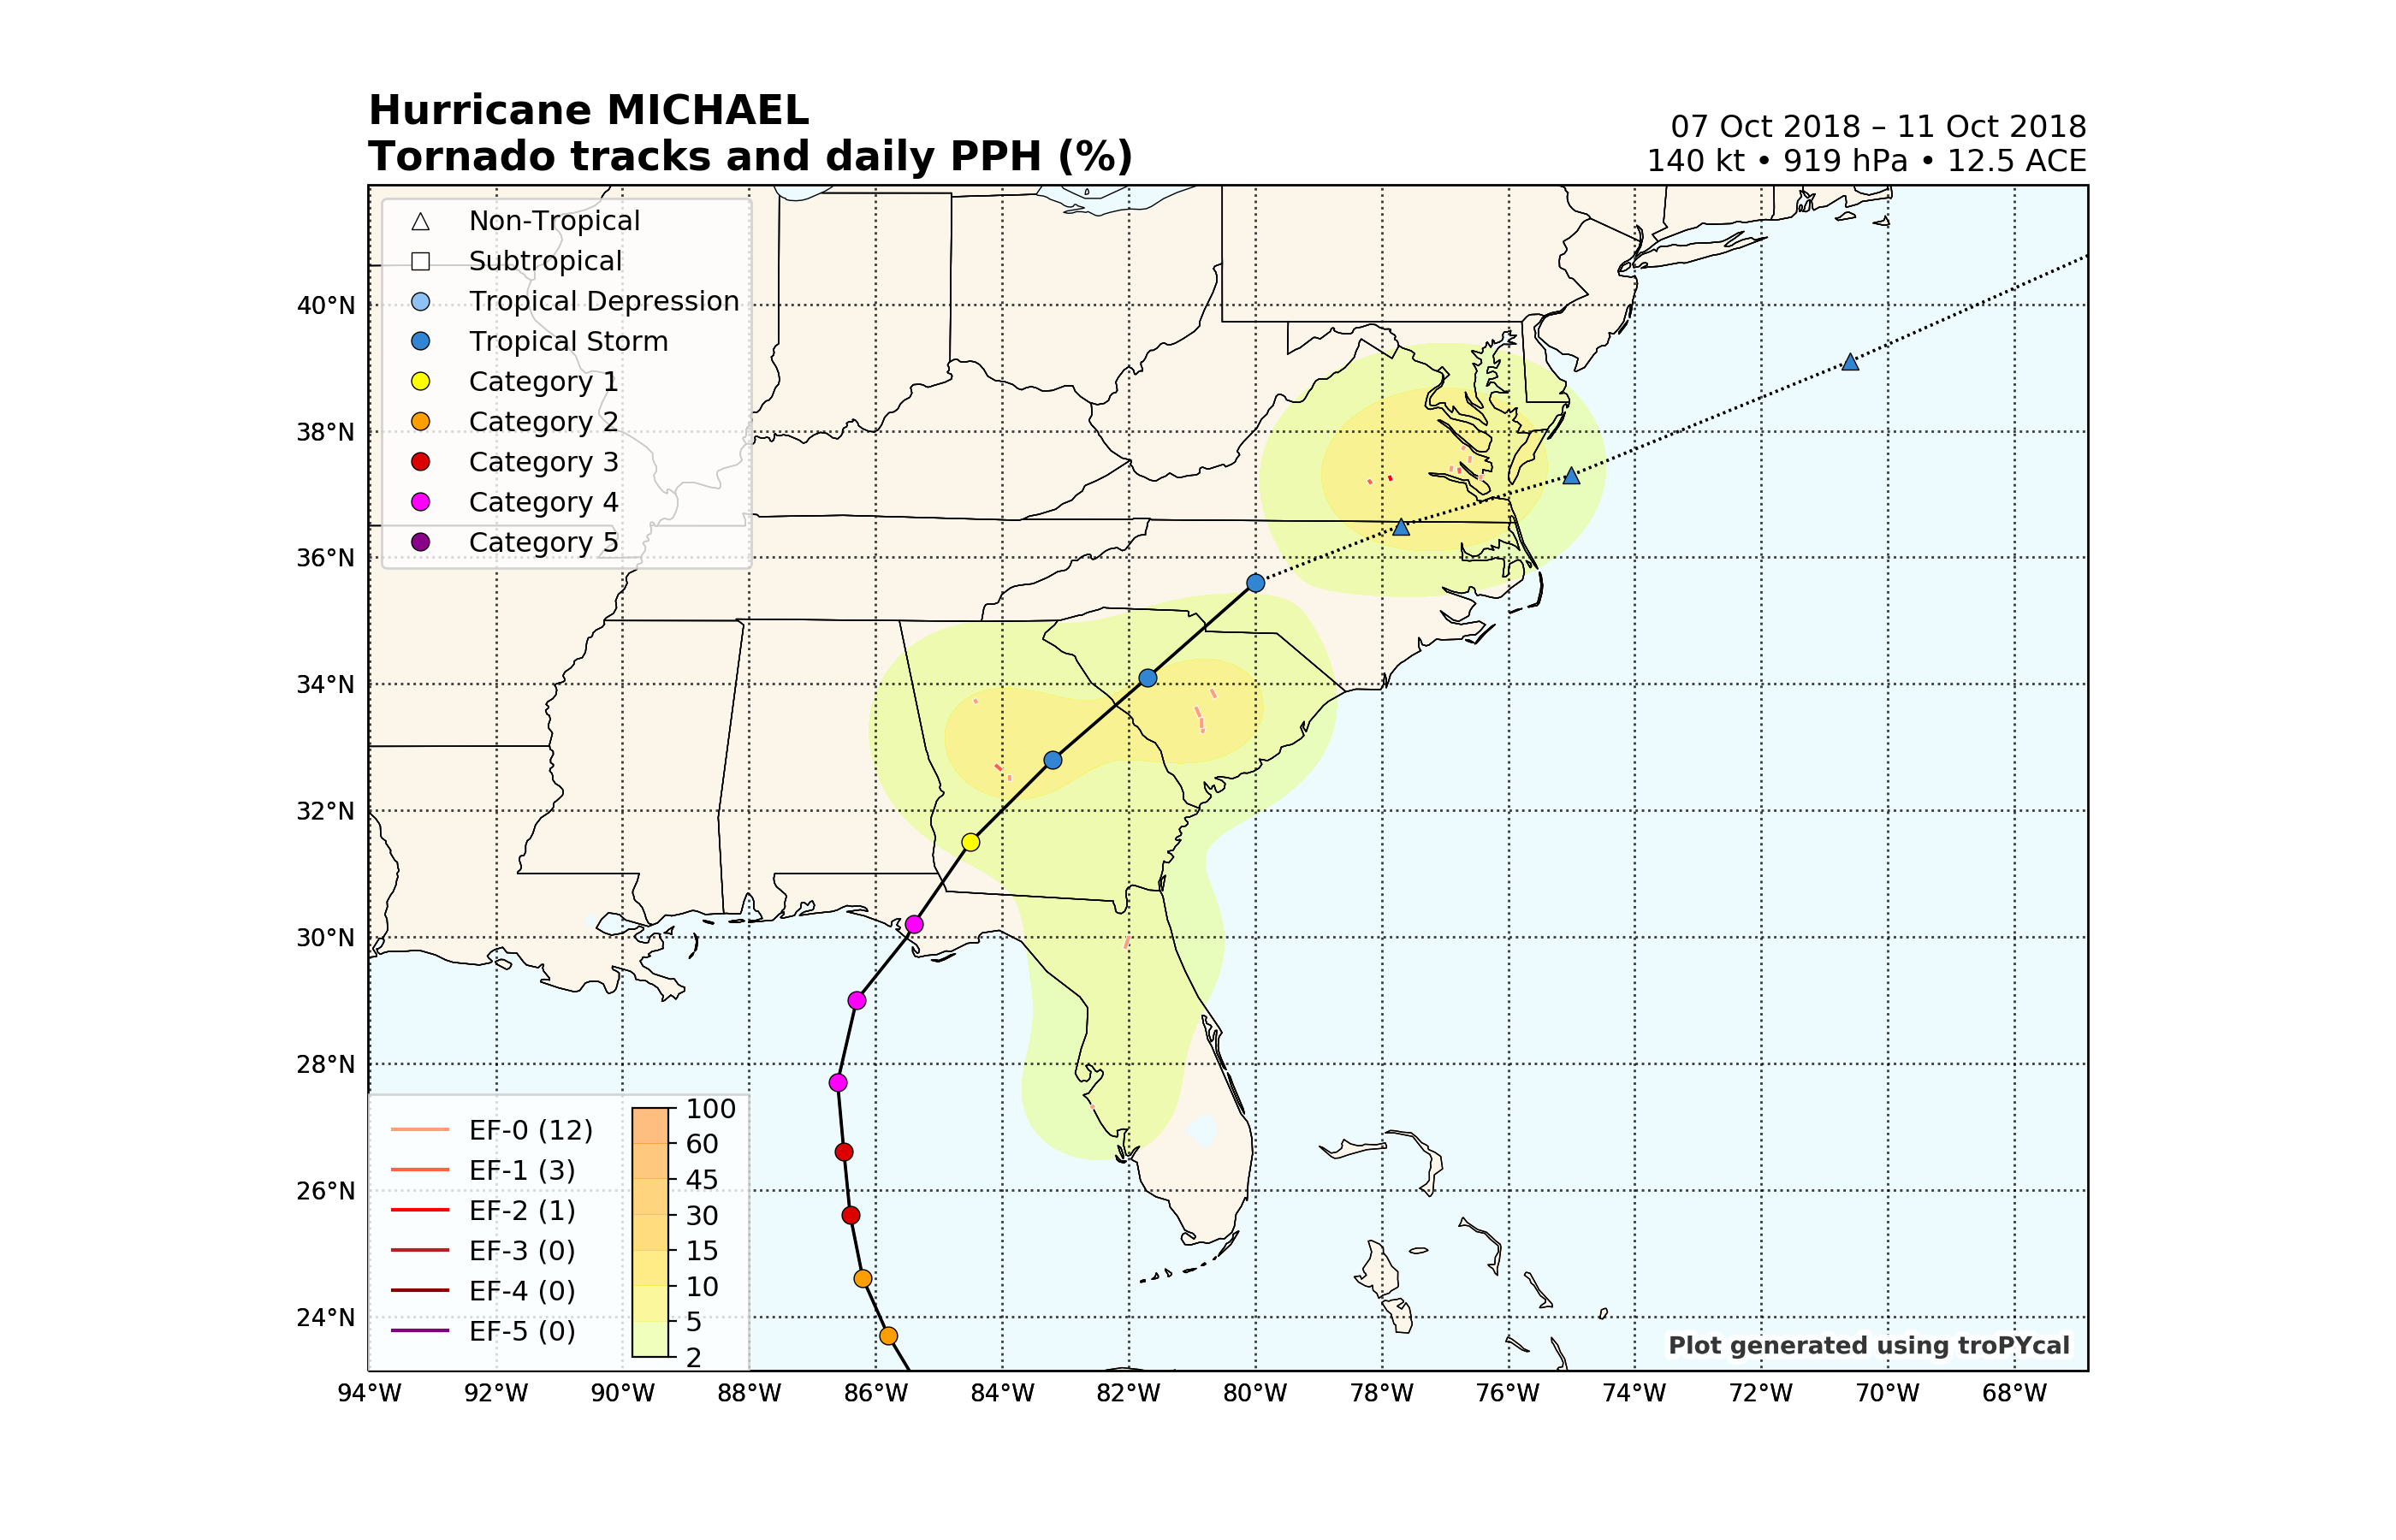 Hurricane MICHAEL
Tornado tracks and daily PPH (%)
07 Oct 2018 – 11 Oct 2018
140 kt • 919 hPa • 12.5 ACE
Non-Tropical
Subtropical
Tropical Depression
Tropical Storm
Category 1
Category 2
Category 3
Category 4
Category 5
40°N
38°N
36°N
34°N
32°N
30°N
28°N
26°N
24°N
EF-0 (12)
EF-1 (3)
EF-2 (1)
EF-3 (0)
EF-4 (0)
EF-5 (0)
100
60
45
30
15
10
5
2
Plot generated using troPYcal
94°W 92°W 90°W 88°W 86°W 84°W 82°W 80°W 78°W 76°W 74°W 72°W 70°W 68°W